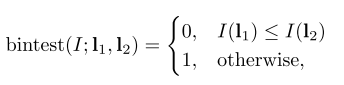 bintest(I; l₁, l₂) = { 0, I(l₁) ≤ I(l₂)
1, otherwise,